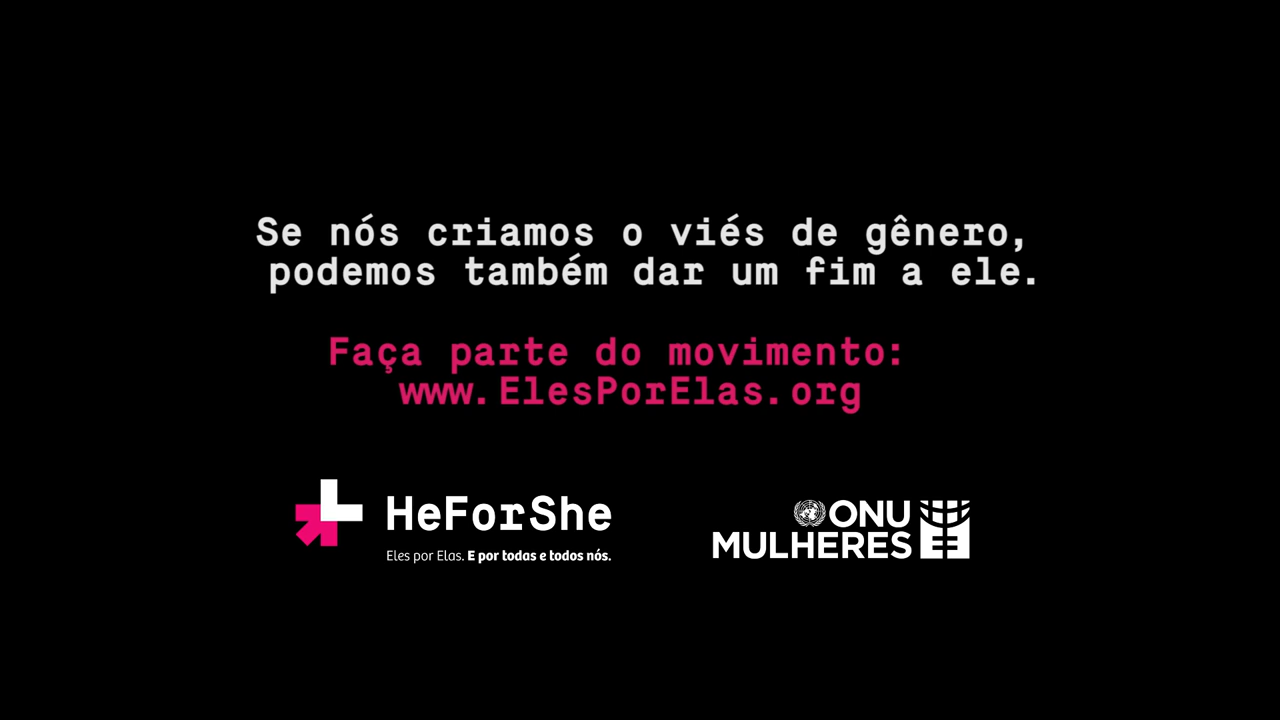 Se nós criamos o viés de gênero,
podemos também dar um fim a ele.
Faça parte do movimento:
www.ElesPorElas.org
HeForShe
Eles por Elas. E por todas e todos nós.
ONU
MULHERES